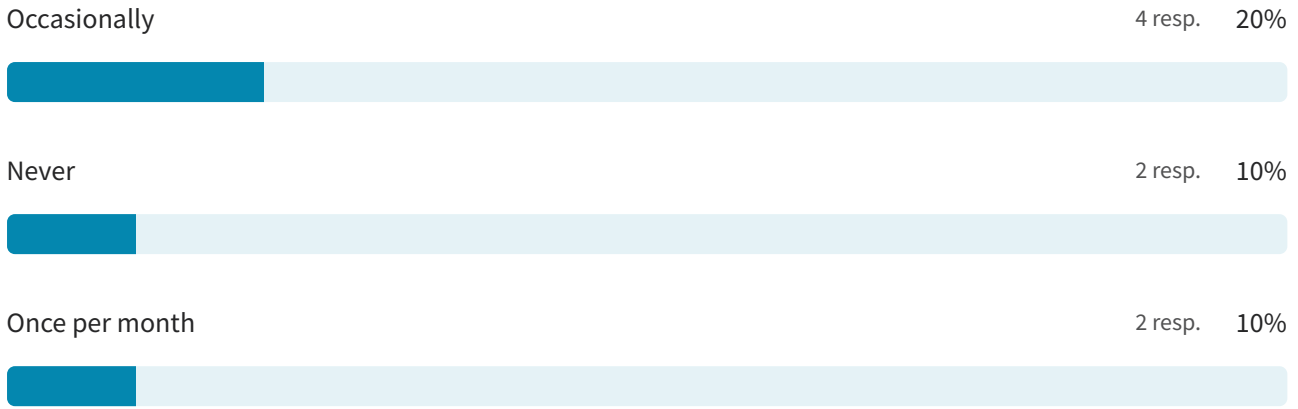 Occasionally 4 resp. 20%
Never 2 resp. 10%
Once per month 2 resp. 10%